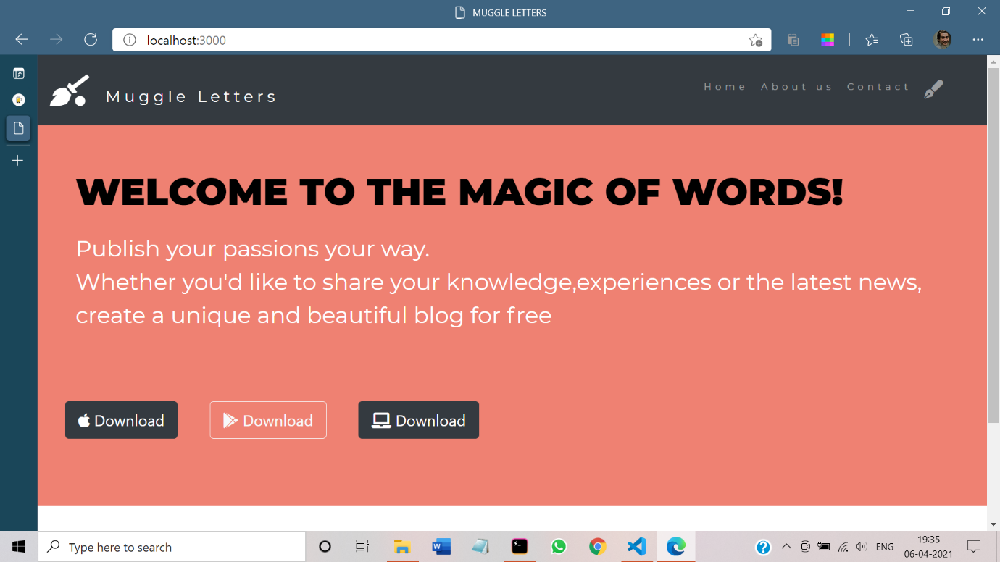 MUGGLE LETTERS
localhost:3000
Muggle Letters
Home About us Contact
WELCOME TO THE MAGIC OF WORDS!
Publish your passions your way.
Whether you'd like to share your knowledge,experiences or the latest news,
create a unique and beautiful blog for free
Download Download Download
Type here to search
ENG
19:35
06-04-2021